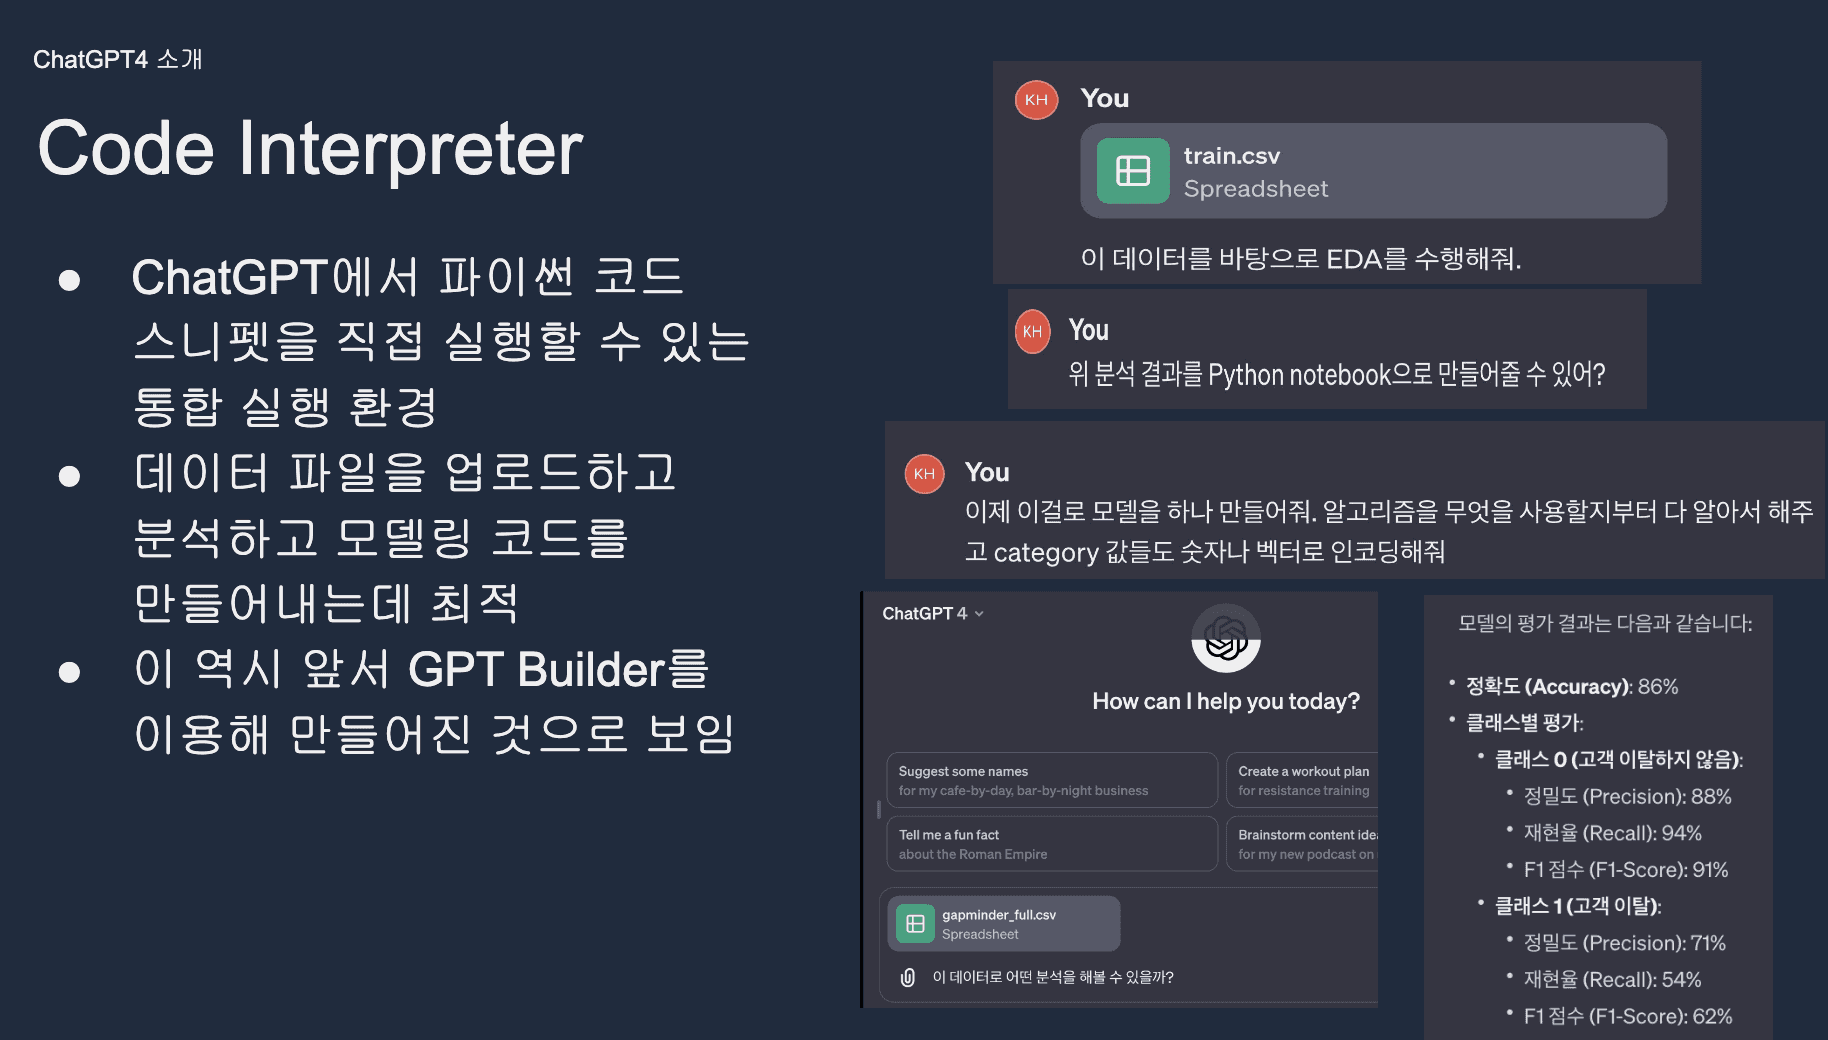 ChatGPT4 소개
Code Interpreter
● ChatGPT에서 파이썬 코드
스니펫을 직접 실행할 수 있는
통합 실행 환경
● 데이터 파일을 업로드하고
분석하고 모델링 코드를
만들어내는데 최적
● 이 역시 앞서 GPT Builder를
이용해 만들어진 것으로 보임
KH You
train.csv
Spreadsheet
이 데이터를 바탕으로 EDA를 수행해줘.
KH You
위 분석 결과를 Python notebook으로 만들어줄 수 있어?
KH You
이제 이걸로 모델을 하나 만들어줘. 알고리즘을 무엇을 사용할지부터 다 알아서 해주
고 category 값들도 숫자나 벡터로 인코딩해줘
ChatGPT 4
How can I help you today?
Suggest some names
for my cafe-by-day, bar-by-night business
Create a workout plan
for resistance training
Tell me a fun fact
about the Roman Empire
Brainstorm content idea
for my new podcast on
gapminder_full.csv
Spreadsheet
이 데이터로 어떤 분석을 해볼 수 있을까?
모델의 평가 결과는 다음과 같습니다:
• 정확도 (Accuracy): 86%
• 클래스별 평가:
• 클래스 0 (고객 이탈하지 않음):
• 정밀도 (Precision): 88%
• 재현율 (Recall): 94%
• F1 점수 (F1-Score): 91%
• 클래스 1 (고객 이탈):
• 정밀도 (Precision): 71%
• 재현율 (Recall): 54%
• F1 점수 (F1-Score): 62%